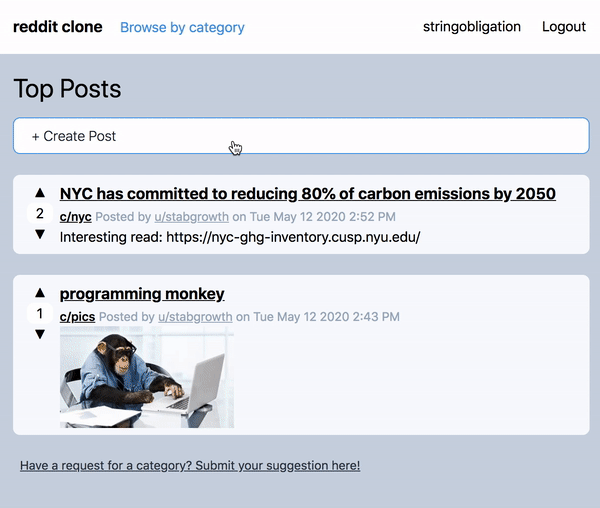 reddit clone Browse by category stringobligation Logout
Top Posts
+ Create Post
▲
NYC has committed to reducing 80% of carbon emissions by 2050
2
c/nyc Posted by u/stabgrowth on Tue May 12 2020 2:52 PM
▼
Interesting read: https://nyc-ghg-inventory.cusp.nyu.edu/
▲
programming monkey
1
c/pics Posted by u/stabgrowth on Tue May 12 2020 2:43 PM
▼
Have a request for a category? Submit your suggestion here!